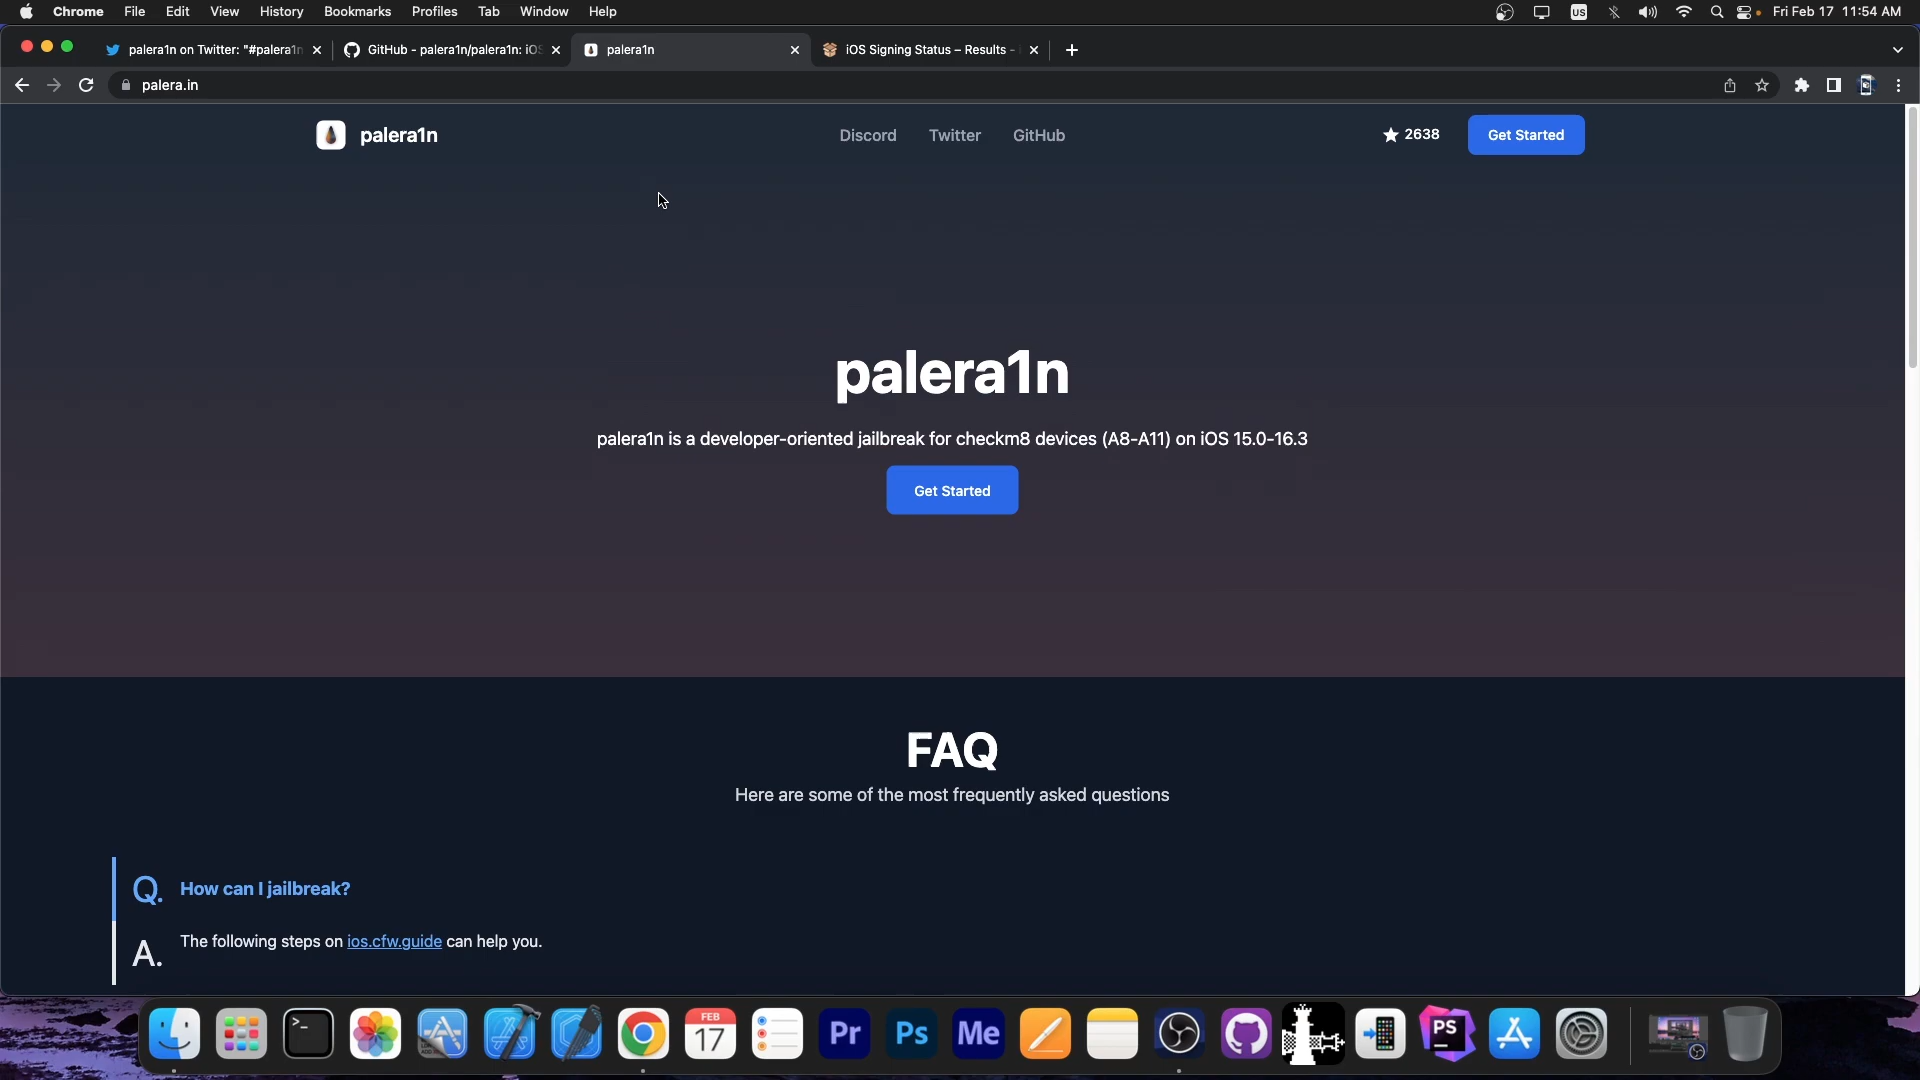 Chrome File Edit View History Bookmarks Profiles Tab Window Help US Fri Feb 17 11:54 AM
palera1n on Twitter: "#palera1n GitHub - palera1n/palera1n: iOS palera1n iOS Signing Status – Results -
palera.in
palera1n Discord Twitter GitHub 2638 Get Started
palera1n
palera1n is a developer-oriented jailbreak for checkm8 devices (A8-A11) on iOS 15.0-16.3
Get Started
FAQ
Here are some of the most frequently asked questions
Q. How can I jailbreak?
A. The following steps on ios.cfw.guide can help you.
FEB
17
Pr Ps Me PS